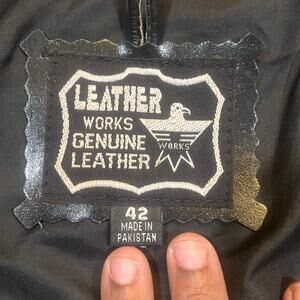 LEATHER
WORKS
GENUINE
LEATHER
WORKS
42
MADE IN
PAKISTAN